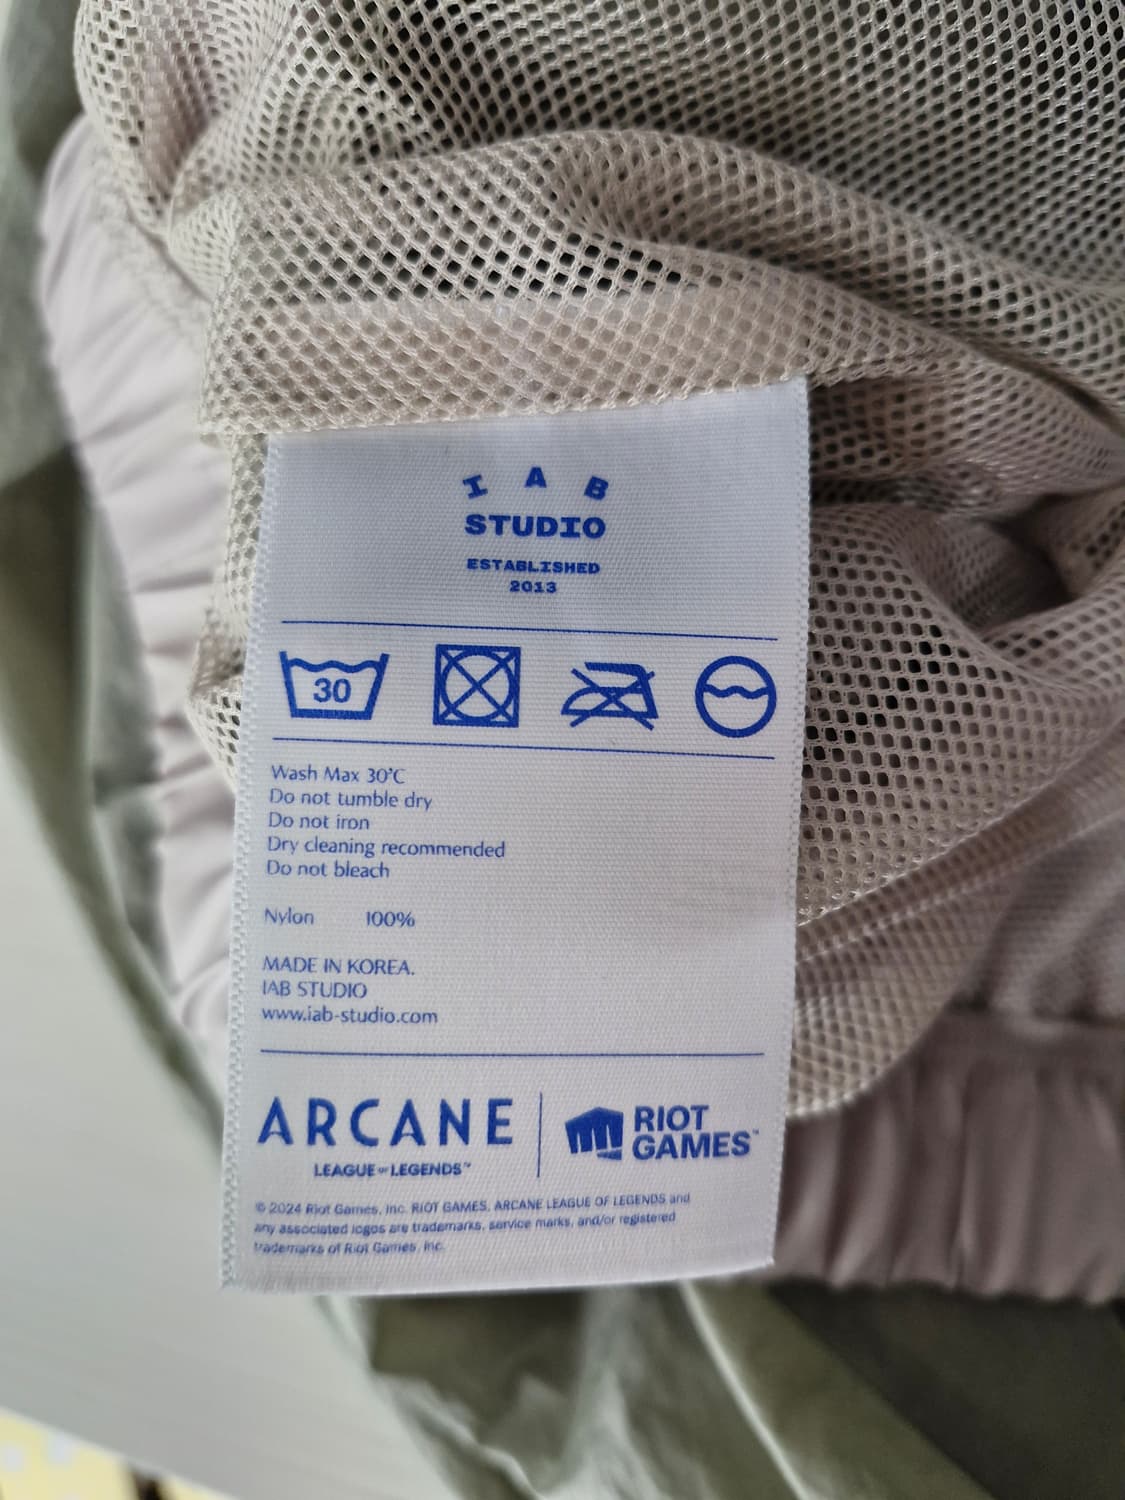 I A B
STUDIO
ESTABLISHED
2013
30
Wash Max 30°C
Do not tumble dry
Do not iron
Dry cleaning recommended
Do not bleach
Nylon 100%
MADE IN KOREA.
IAB STUDIO
www.iab-studio.com
ARCANE
LEAGUE OF LEGENDS™
RIOT
GAMES™
© 2024 Riot Games, Inc. RIOT GAMES, ARCANE LEAGUE OF LEGENDS and
any associated logos are trademarks, service marks, and/or registered
trademarks of Riot Games, Inc.